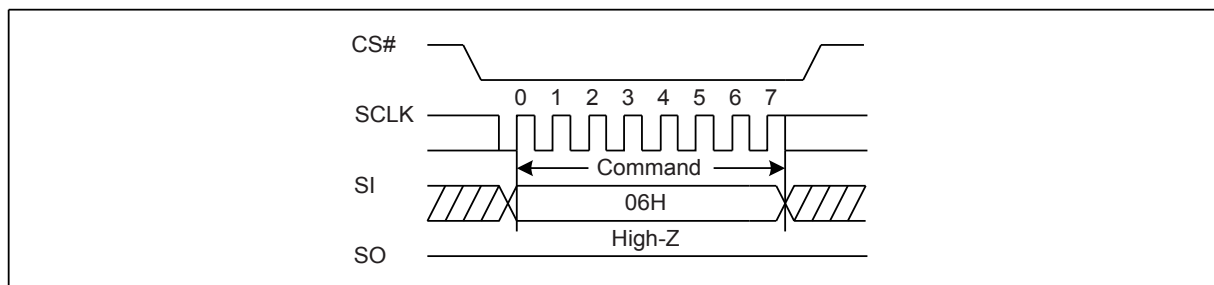 CS#
0 1 2 3 4 5 6 7
SCLK
Command
SI
06H
High-Z
SO